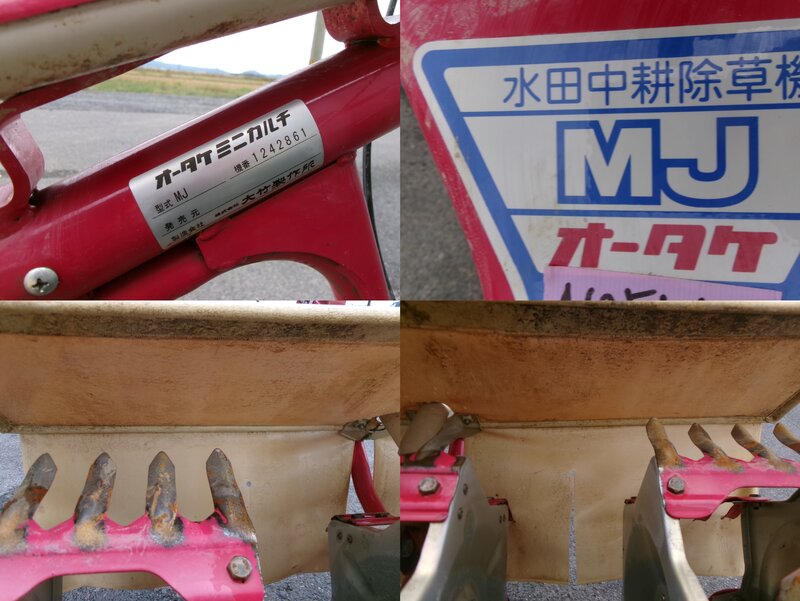 オータケミニカルチ
型式 MJ 機番 1242861
発売元
製造会社 株式会社 大竹製作所
水田中耕除草機
MJ
オータケ